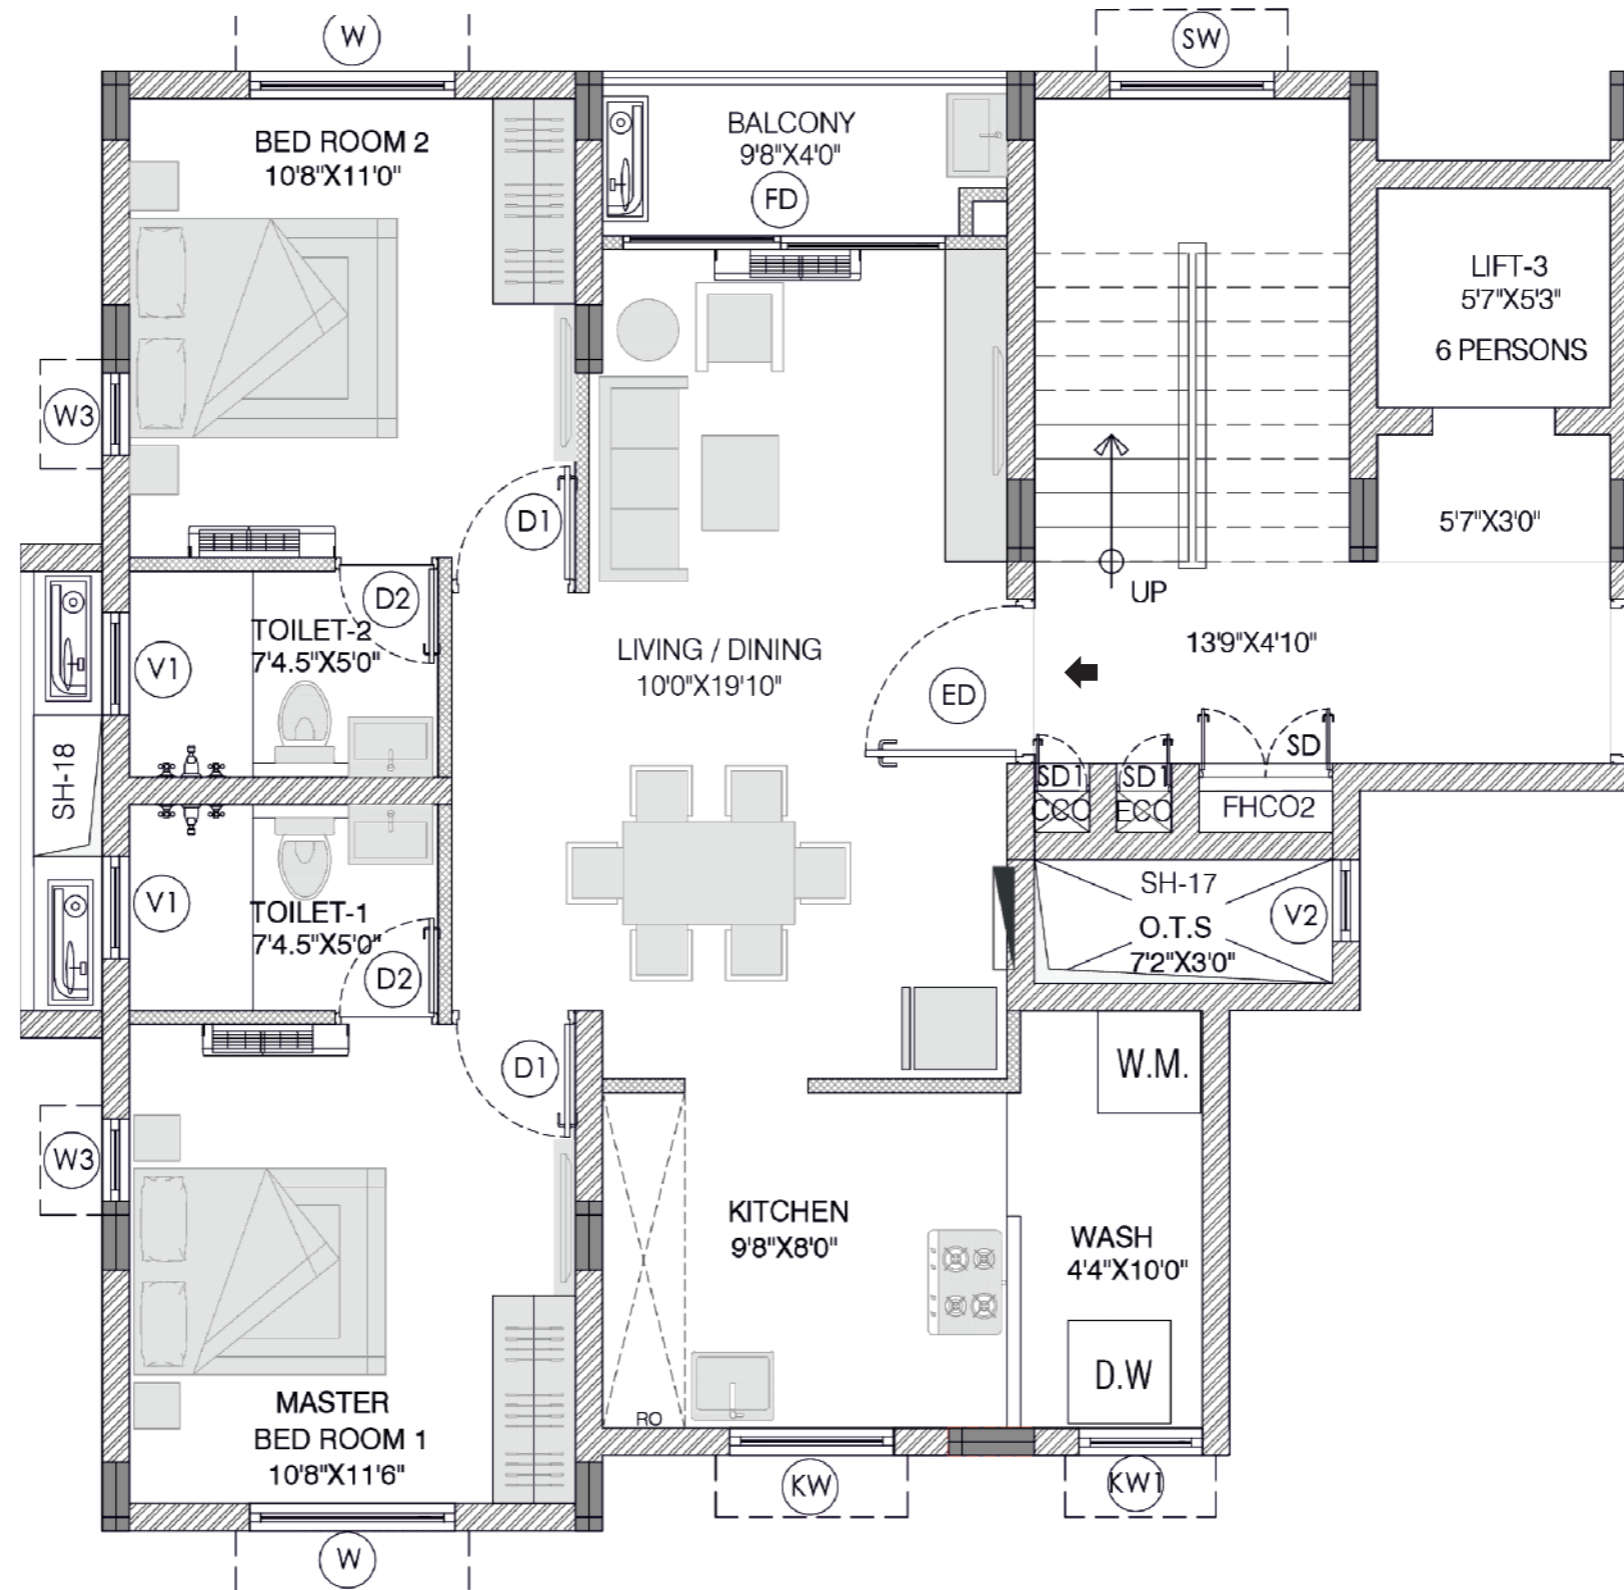 W
SW
BED ROOM 2
10'8"X11'0"
BALCONY
9'8"X4'0"
FD
LIFT-3
5'7"X5'3"
6 PERSONS
W3
D1
5'7"X3'0"
UP
D2
TOILET-2
7'4.5"X5'0"
V1
LIVING / DINING
10'0"X19'10"
ED
13'9"X4'10"
SD
SH-18
SD1
SD1
CCO
ECO
FHCO2
V1
TOILET-1
7'4.5"X5'0"
D2
SH-17
O.T.S
7'2"X3'0"
V2
D1
W.M.
W3
KITCHEN
9'8"X8'0"
WASH
4'4"X10'0"
D.W
RO
MASTER
BED ROOM 1
10'8"X11'6"
KW
KW1
W